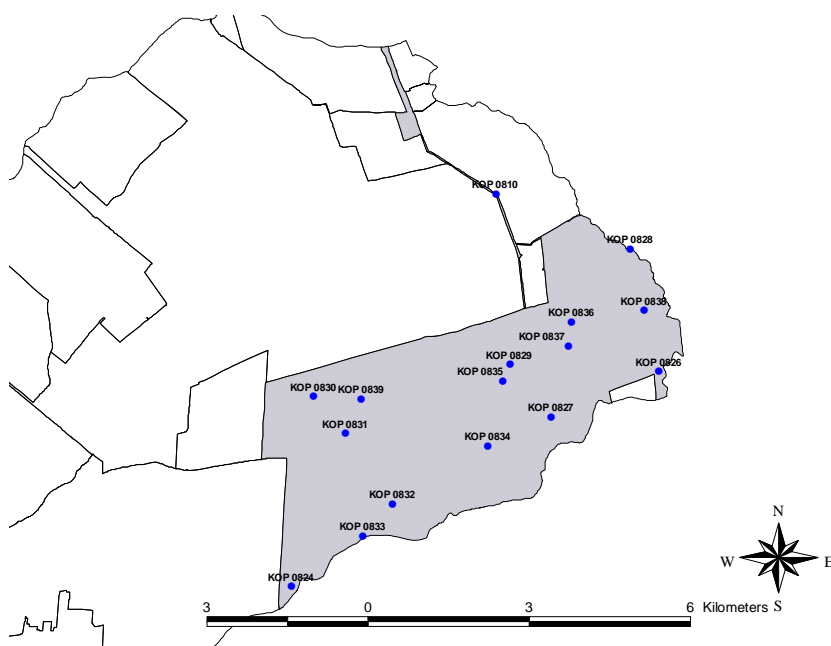 KOP 0810
KOP 0828
KOP 0838
KOP 0836
KOP 0837
KOP 0829
KOP 0826
KOP 0835
KOP 0830
KOP 0839
KOP 0827
KOP 0831
KOP 0834
KOP 0832
KOP 0833
KOP 0824
N
W E
S
3 0 3 6 Kilometers